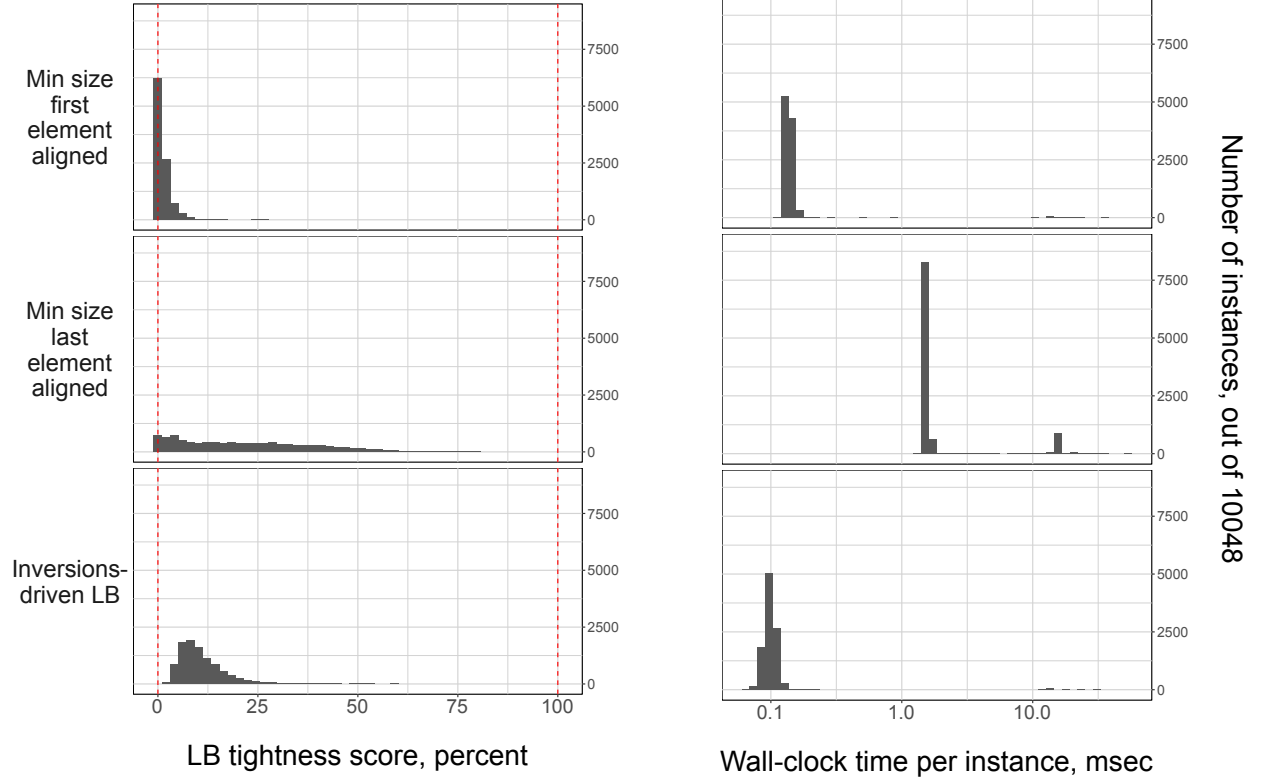 Min size
first
element
aligned
7500
5000
2500
0
7500
5000
2500
0
Min size
last
element
aligned
7500
5000
2500
0
7500
5000
2500
0
Inversions-
driven LB
7500
5000
2500
0
7500
5000
2500
0
0 25 50 75 100
0.1 1.0 10.0
LB tightness score, percent
Wall-clock time per instance, msec
Number of instances, out of 10048